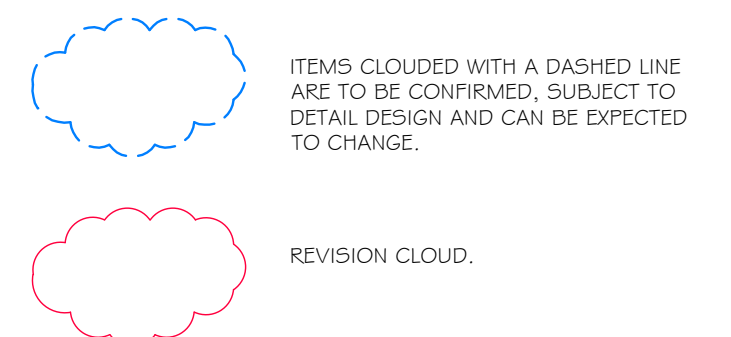 ITEMS CLOUDED WITH A DASHED LINE
ARE TO BE CONFIRMED, SUBJECT TO
DETAIL DESIGN AND CAN BE EXPECTED
TO CHANGE.
REVISION CLOUD.